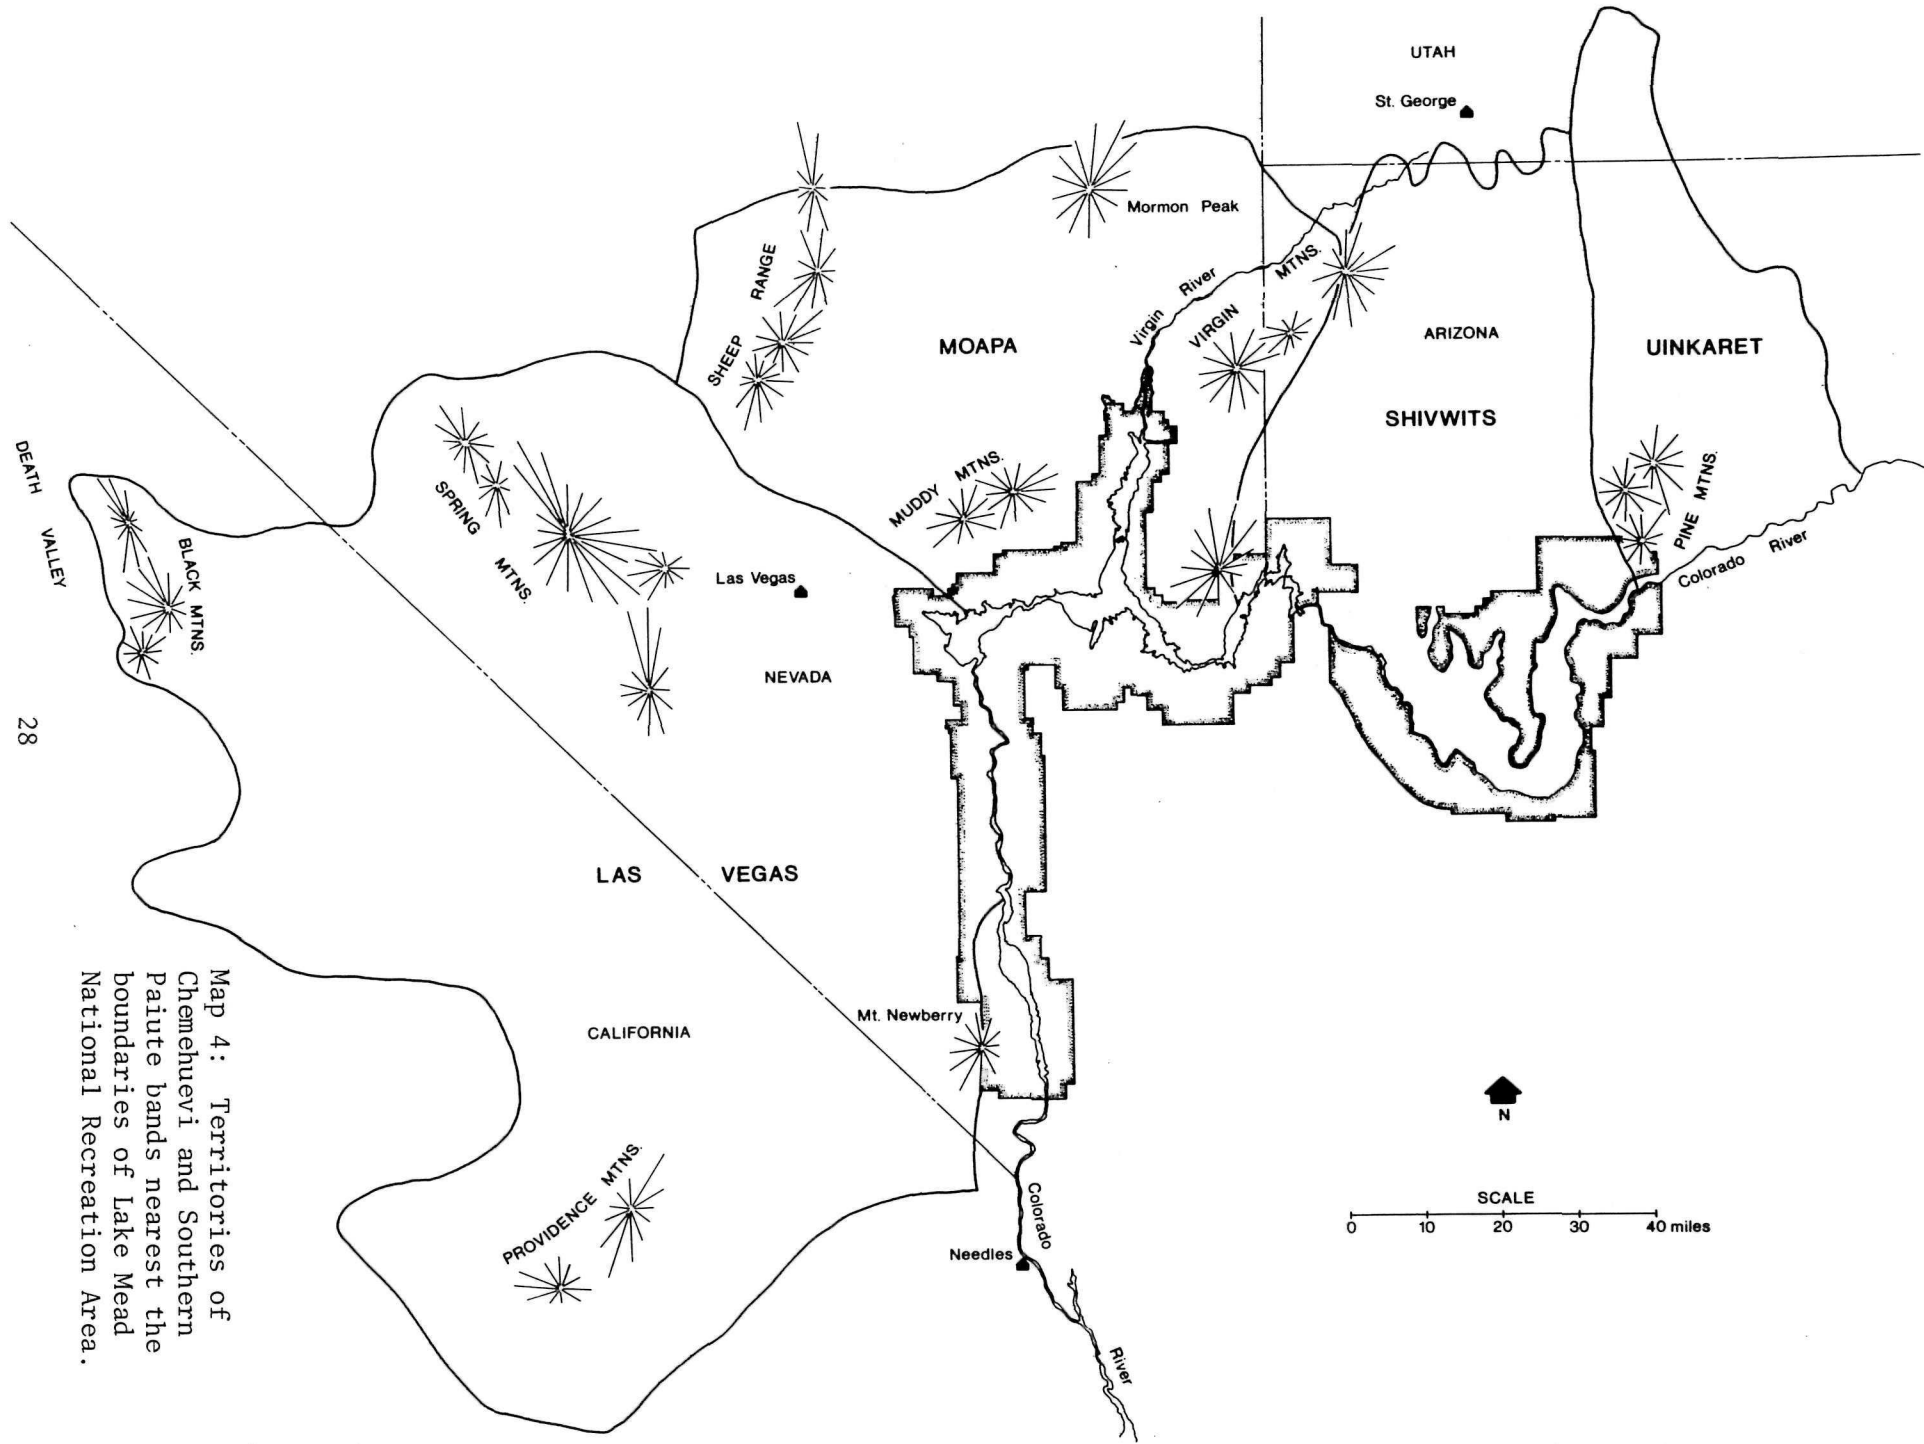 UTAH
St. George
Mormon Peak
SHEEP RANGE
MOAPA
Virgin River
VIRGIN MTNS.
ARIZONA
UINKARET
SHIVWITS
MUDDY MTNS.
PINE MTNS.
Colorado River
DEATH VALLEY
SPRING MTNS.
BLACK MTNS.
Las Vegas
NEVADA
LAS VEGAS
Mt. Newberry
CALIFORNIA
N
PROVIDENCE MTNS.
Colorado River
Needles
SCALE
0 10 20 30 40 miles
28
Map 4: Territories of
Chemehuevi and Southern
Paiute bands nearest the
boundaries of Lake Mead
National Recreation Area.